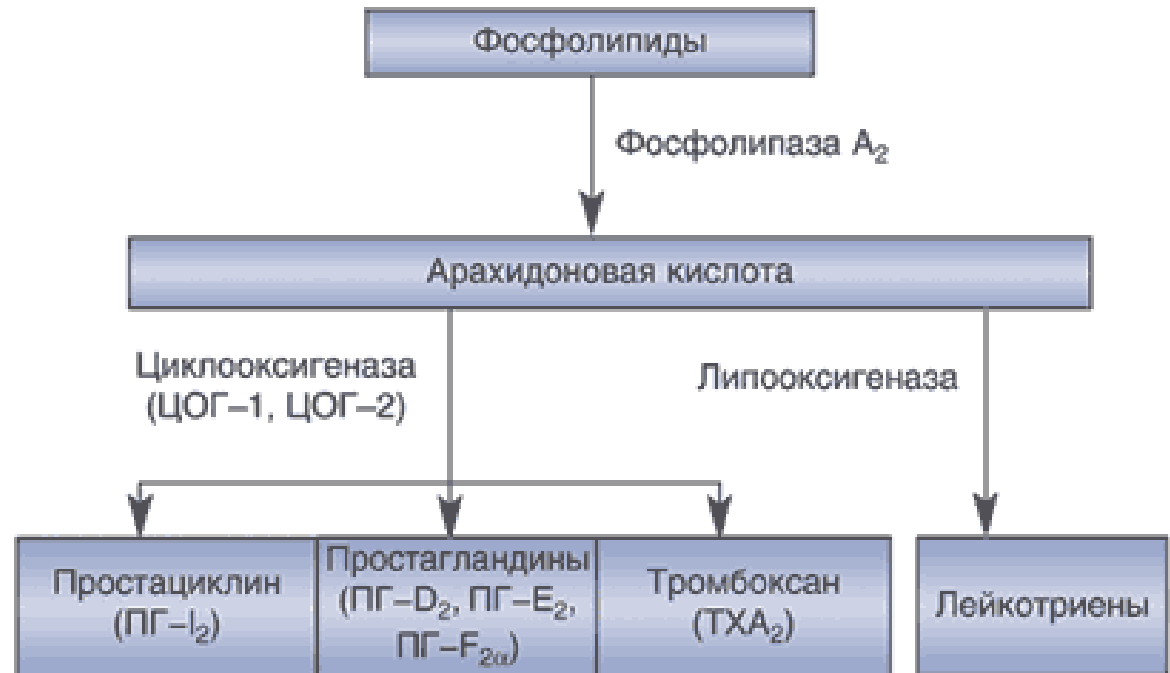 Фосфолипиды
Фосфолипаза A₂
Арахидоновая кислота
Циклооксигеназа
(ЦОГ–1, ЦОГ–2)
Липооксигеназа
Простациклин
(ПГ–I₂)
Простагландины
(ПГ–D₂, ПГ–E₂,
ПГ–F₂α)
Тромбоксан
(TXA₂)
Лейкотриены